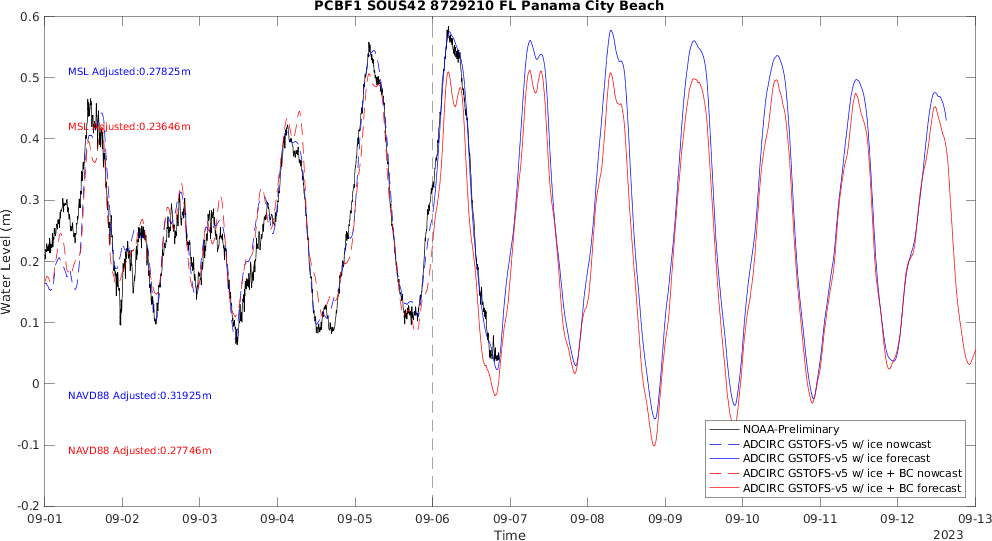 PCBF1 SOUS42 8729210 FL Panama City Beach
0.6
0.5
0.4
0.3
0.2
0.1
0
-0.1
-0.2
Water Level (m)
MSL Adjusted:0.27825m
MSL Adjusted:0.23646m
NAVD88 Adjusted:0.31925m
NAVD88 Adjusted:0.27746m
NOAA-Preliminary
ADCIRC GSTOFS-v5 w/ ice nowcast
ADCIRC GSTOFS-v5 w/ ice forecast
ADCIRC GSTOFS-v5 w/ ice + BC nowcast
ADCIRC GSTOFS-v5 w/ ice + BC forecast
09-01 09-02 09-03 09-04 09-05 09-06 09-07 09-08 09-09 09-10 09-11 09-12 09-13
Time
2023